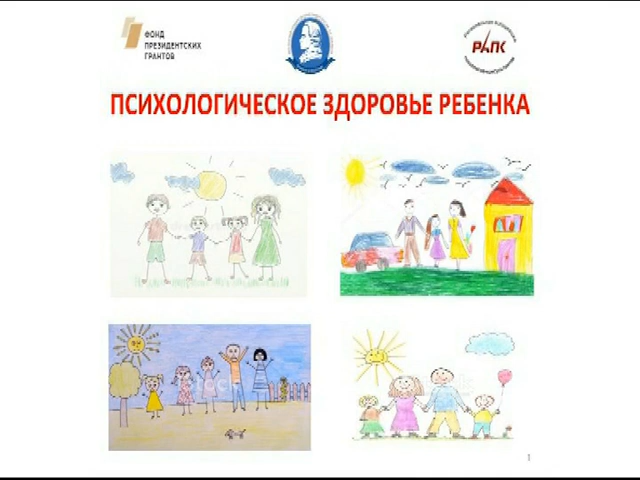 ФОНД
ПРЕЗИДЕНТСКИХ
ГРАНТОВ
РАПК
ПСИХОЛОГИЧЕСКОЕ ЗДОРОВЬЕ РЕБЕНКА
1